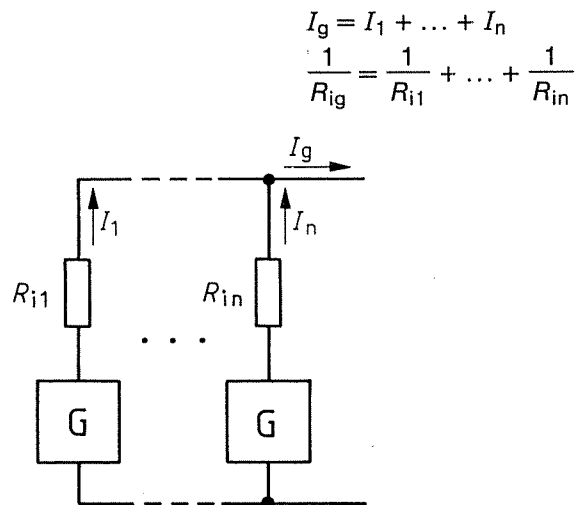 I_g = I_1 + ... + I_n
1/R_ig = 1/R_i1 + ... + 1/R_in
I_g
I_1
I_n
R_i1
R_in
. . .
G
G